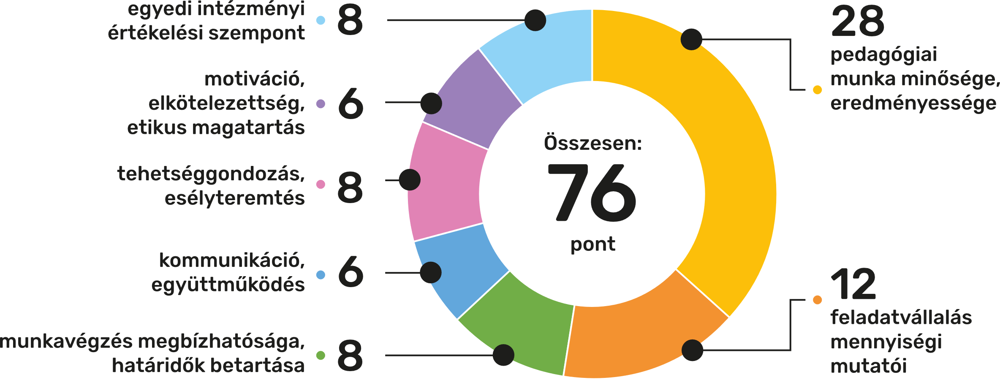 egyedi intézményi
értékelési szempont
8
motiváció,
elkötelezettség,
etikus magatartás
6
tehetséggondozás,
esélyteremtés
8
kommunikáció,
együttműködés
6
munkavégzés megbízhatósága,
határidők betartása
8
Összesen:
76
pont
28
pedagógiai
munka minősége,
eredményessége
12
feladatvállalás
mennyiségi
mutatói